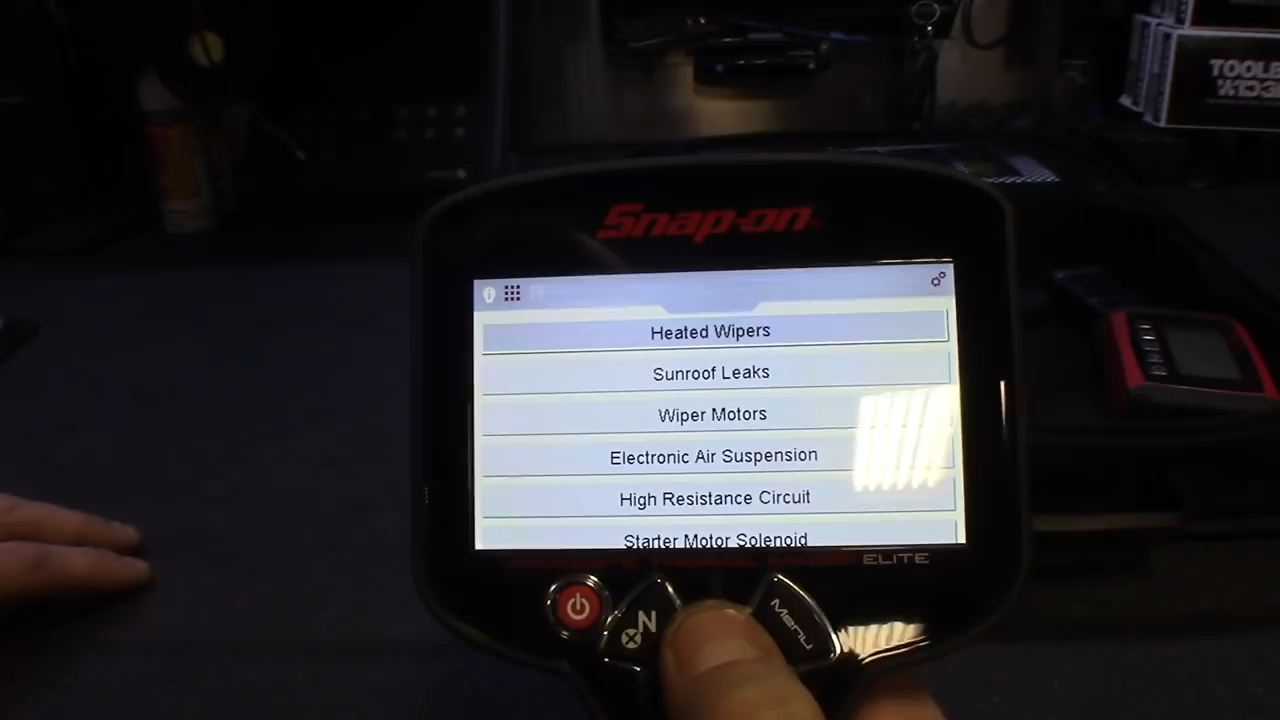 TOOL
Snap-on
Heated Wipers
Sunroof Leaks
Wiper Motors
Electronic Air Suspension
High Resistance Circuit
Starter Motor Solenoid
ELITE
N
Menu